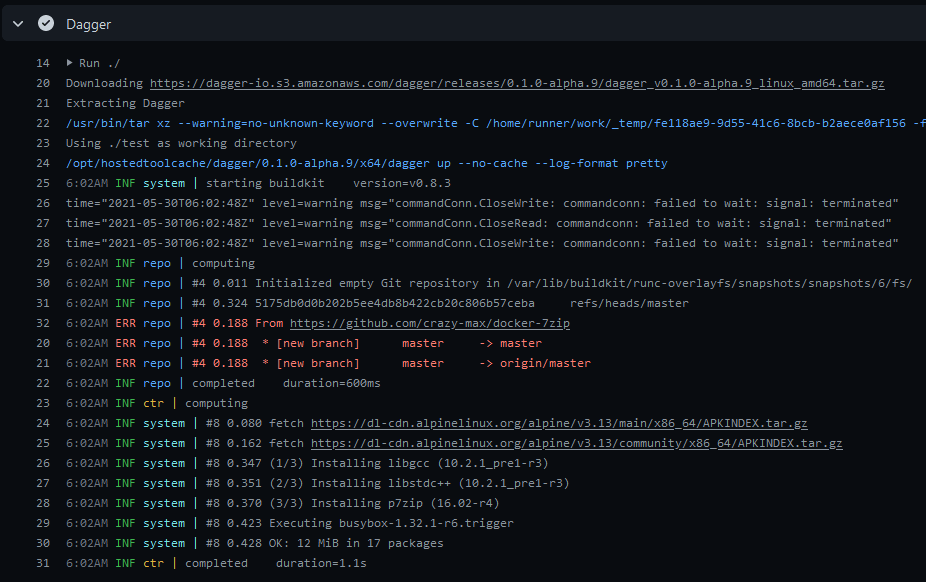 Dagger
14 Run ./
20 Downloading https://dagger-io.s3.amazonaws.com/dagger/releases/0.1.0-alpha.9/dagger_v0.1.0-alpha.9_linux_amd64.tar.gz
21 Extracting Dagger
22 /usr/bin/tar xz --warning=no-unknown-keyword --overwrite -C /home/runner/work/_temp/fe118ae9-9d55-41c6-8bcb-b2aece0af156 -f
23 Using ./test as working directory
24 /opt/hostedtoolcache/dagger/0.1.0-alpha.9/x64/dagger up --no-cache --log-format pretty
25 6:02AM INF system | starting buildkit    version=v0.8.3
26 time="2021-05-30T06:02:48Z" level=warning msg="commandConn.CloseWrite: commandconn: failed to wait: signal: terminated"
27 time="2021-05-30T06:02:48Z" level=warning msg="commandConn.CloseRead: commandconn: failed to wait: signal: terminated"
28 time="2021-05-30T06:02:48Z" level=warning msg="commandConn.CloseWrite: commandconn: failed to wait: signal: terminated"
29 6:02AM INF repo | computing
30 6:02AM INF repo | #4 0.011 Initialized empty Git repository in /var/lib/buildkit/runc-overlayfs/snapshots/snapshots/6/fs/
31 6:02AM INF repo | #4 0.324 5175db0d0b202b5ee4db8b422cb20c806b57ceba     refs/heads/master
32 6:02AM ERR repo | #4 0.188 From https://github.com/crazy-max/docker-7zip
20 6:02AM ERR repo | #4 0.188  * [new branch]      master     -> master
21 6:02AM ERR repo | #4 0.188  * [new branch]      master     -> origin/master
22 6:02AM INF repo | completed    duration=600ms
23 6:02AM INF ctr | computing
24 6:02AM INF system | #8 0.080 fetch https://dl-cdn.alpinelinux.org/alpine/v3.13/main/x86_64/APKINDEX.tar.gz
25 6:02AM INF system | #8 0.162 fetch https://dl-cdn.alpinelinux.org/alpine/v3.13/community/x86_64/APKINDEX.tar.gz
26 6:02AM INF system | #8 0.347 (1/3) Installing libgcc (10.2.1_pre1-r3)
27 6:02AM INF system | #8 0.351 (2/3) Installing libstdc++ (10.2.1_pre1-r3)
28 6:02AM INF system | #8 0.370 (3/3) Installing p7zip (16.02-r4)
29 6:02AM INF system | #8 0.423 Executing busybox-1.32.1-r6.trigger
30 6:02AM INF system | #8 0.428 OK: 12 MiB in 17 packages
31 6:02AM INF ctr | completed    duration=1.1s